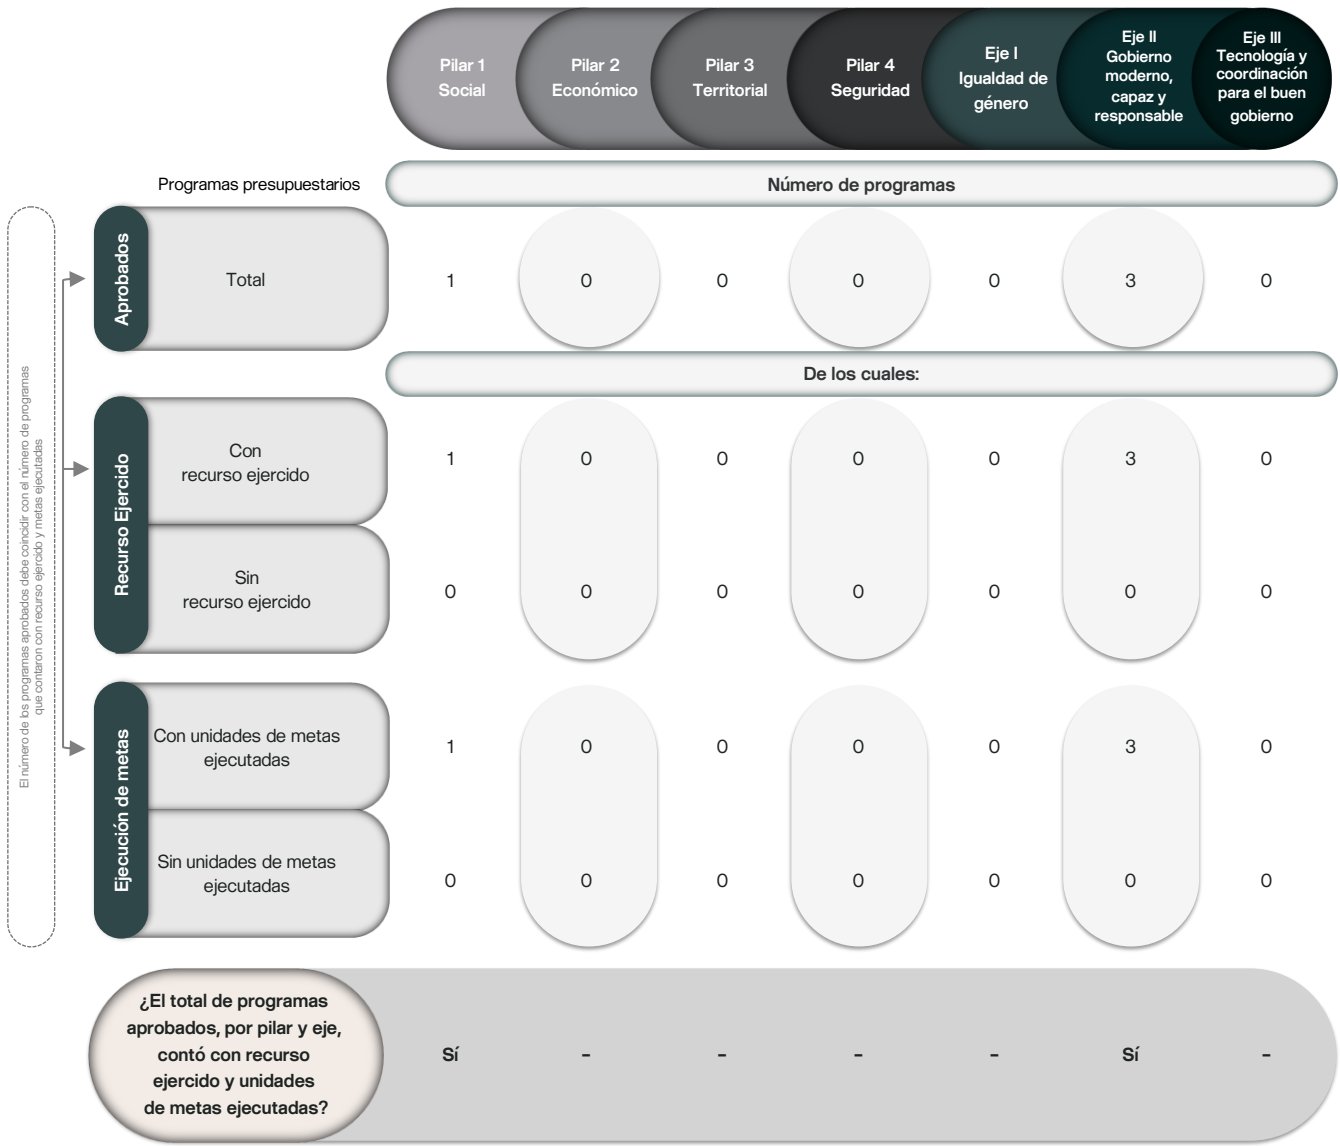 Pilar 1
Social
Pilar 2
Económico
Pilar 3
Territorial
Pilar 4
Seguridad
Eje I
Igualdad de
género
Eje II
Gobierno
moderno,
capaz y
responsable
Eje III
Tecnología y
coordinación
para el buen
gobierno
Programas presupuestarios
Número de programas
El número de los programas aprobados debe coincidir con el número de programas
que contaron con recurso ejercido y metas ejecutadas
Aprobados
Total
1 0 0 0 0 3 0
De los cuales:
Recurso Ejercido
Con
recurso ejercido
1 0 0 0 0 3 0
Sin
recurso ejercido
0 0 0 0 0 0 0
Ejecución de metas
Con unidades de metas
ejecutadas
1 0 0 0 0 3 0
Sin unidades de metas
ejecutadas
0 0 0 0 0 0 0
¿El total de programas
aprobados, por pilar y eje,
contó con recurso
ejercido y unidades
de metas ejecutadas?
Sí - - - - Sí -